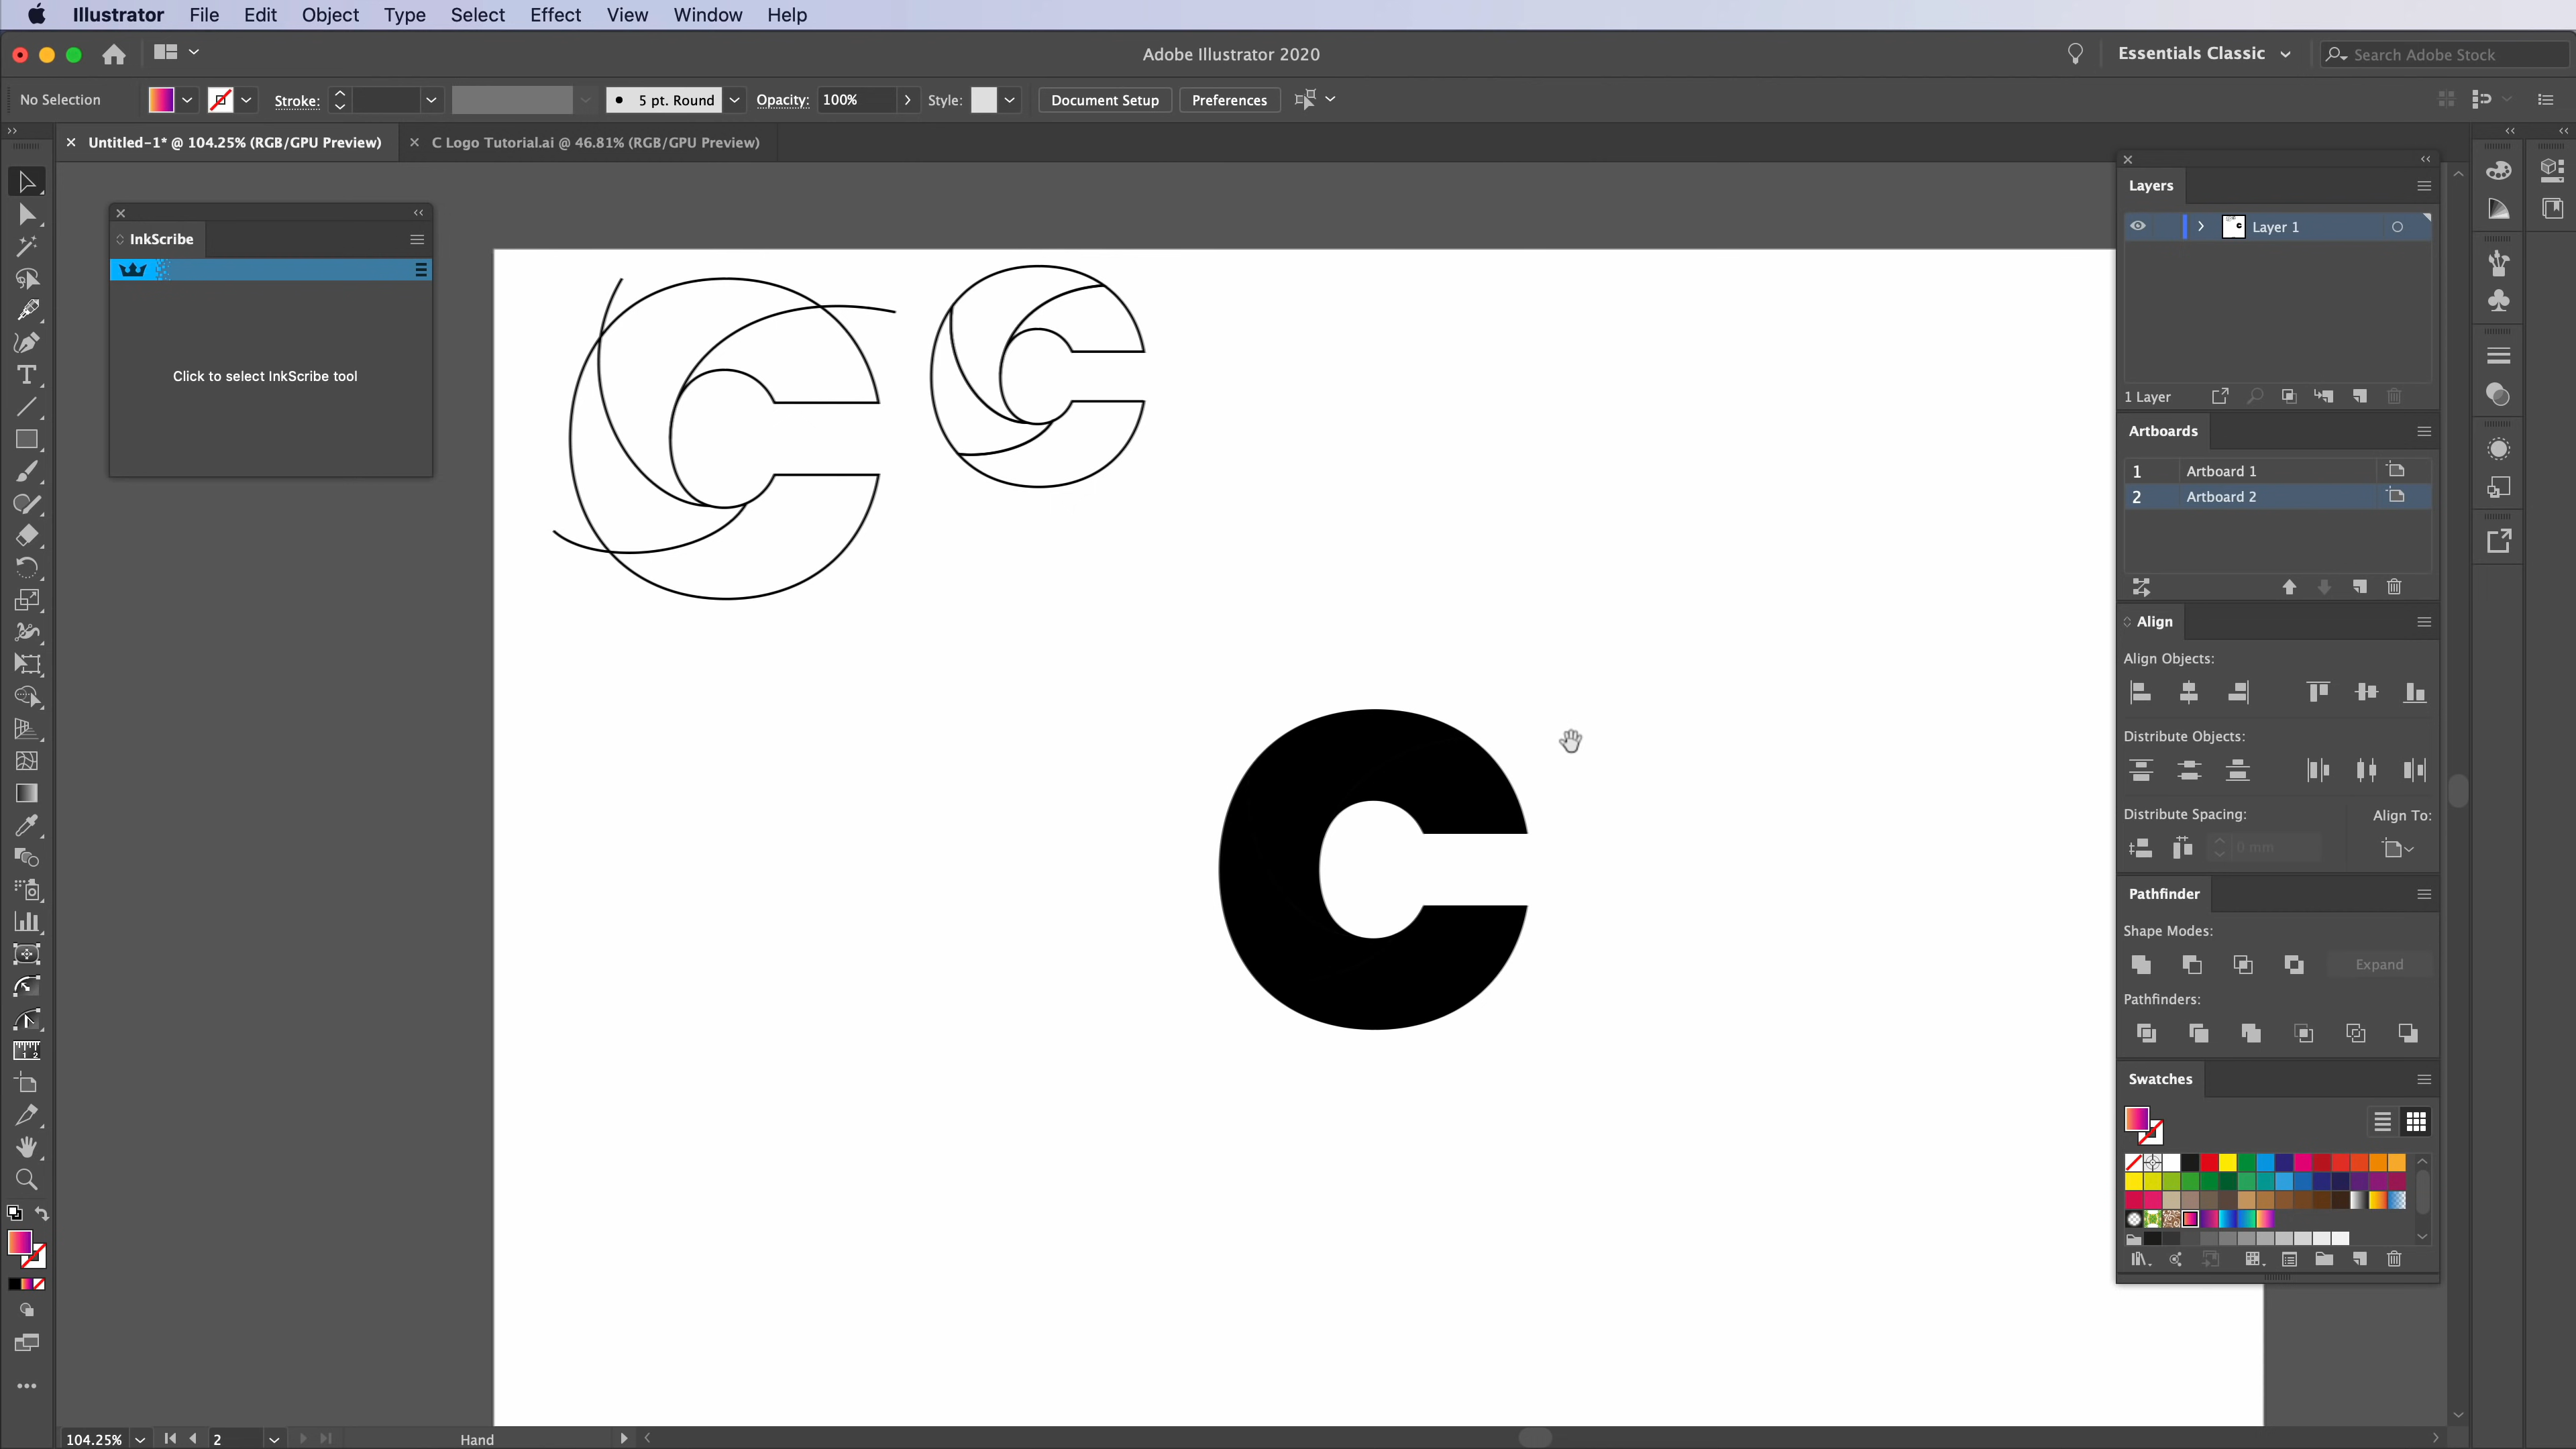 Illustrator File Edit Object Type Select Effect View Window Help
Adobe Illustrator 2020
Essentials Classic
Search Adobe Stock
No Selection
Stroke:
5 pt. Round
Opacity: 100%
Style:
Document Setup
Preferences
Untitled-1* @ 104.25% (RGB/GPU Preview)
C Logo Tutorial.ai @ 46.81% (RGB/GPU Preview)
InkScribe
Click to select InkScribe tool
C
Layers
Layer 1
1 Layer
Artboards
1 Artboard 1
2 Artboard 2
Align
Align Objects:
Distribute Objects:
Distribute Spacing:
Align To:
0 mm
Pathfinder
Shape Modes:
Expand
Pathfinders:
Swatches
104.25%
2
Hand